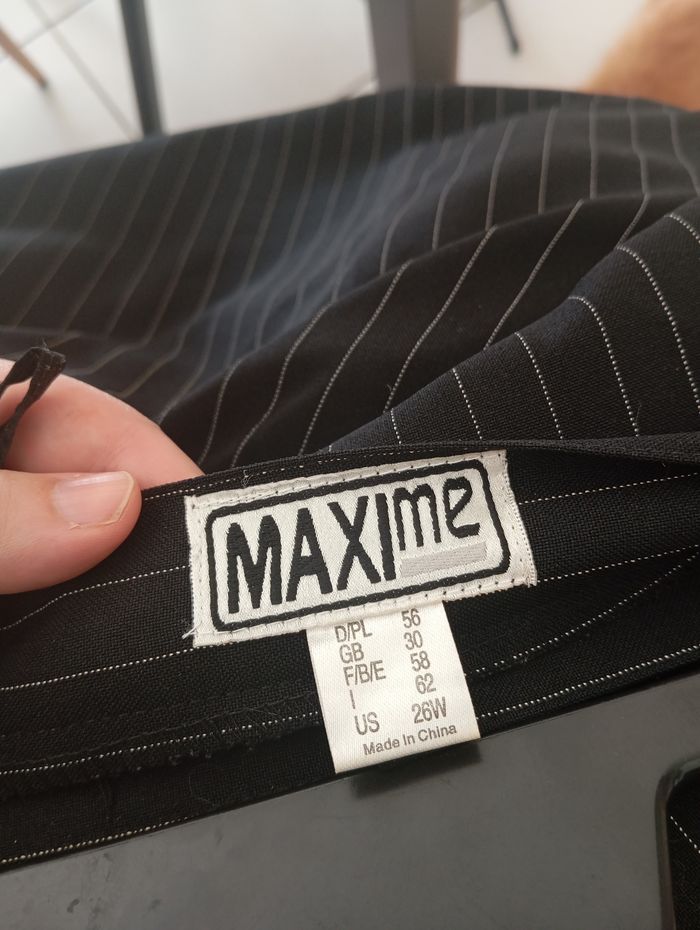 MAXIme
D/PL 56
GB 30
F/B/E 58
I 62
US 26W
Made In China